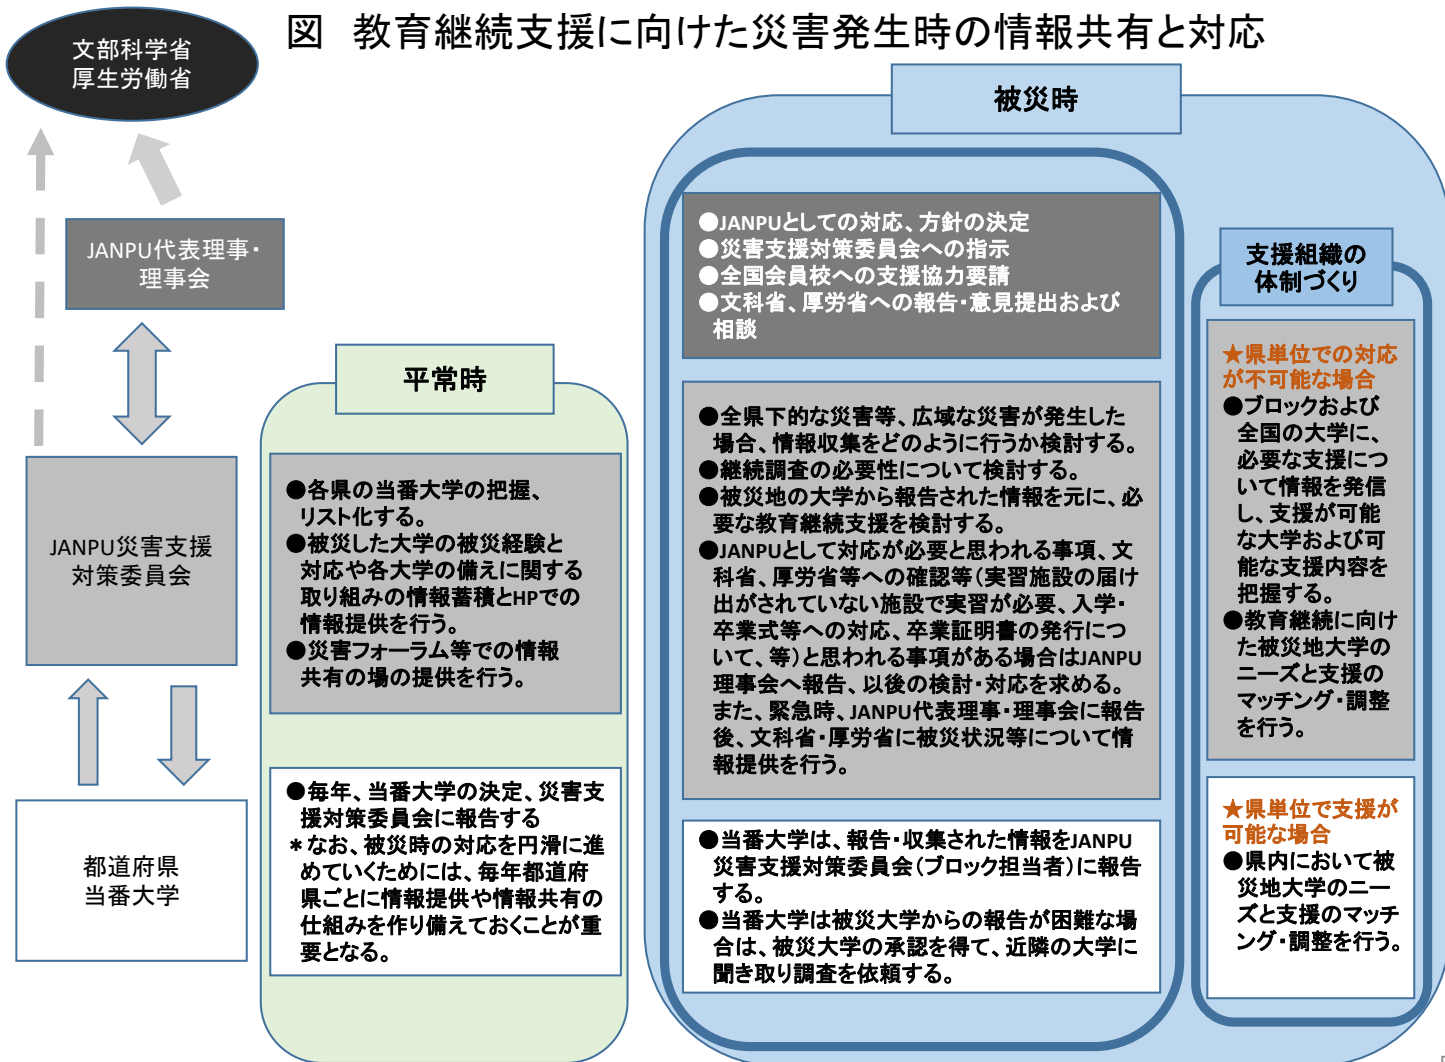 図　教育継続支援に向けた災害発生時の情報共有と対応
文部科学省
厚生労働省
JANPU代表理事・
理事会
JANPU災害支援
対策委員会
都道府県
当番大学
平常時
●各県の当番大学の把握、
リスト化する。
●被災した大学の被災経験と
対応や各大学の備えに関する
取り組みの情報蓄積とHPでの
情報提供を行う。
●災害フォーラム等での情報
共有の場の提供を行う。
●毎年、当番大学の決定、災害支
援対策委員会に報告する
＊なお、被災時の対応を円滑に進
めていくためには、毎年都道府
県ごとに情報提供や情報共有の
仕組みを作り備えておくことが重
要となる。
被災時
●JANPUとしての対応、方針の決定
●災害支援対策委員会への指示
●全国会員校への支援協力要請
●文科省、厚労省への報告・意見提出および
相談
●全県下的な災害等、広域な災害が発生した
場合、情報収集をどのように行うか検討する。
●継続調査の必要性について検討する。
●被災地の大学から報告された情報を元に、必
要な教育継続支援を検討する。
●JANPUとして対応が必要と思われる事項、文
科省、厚労省等への確認等（実習施設の届け
出がされていない施設で実習が必要、入学・
卒業式等への対応、卒業証明書の発行につ
いて、等）と思われる事項がある場合はJANPU
理事会へ報告、以後の検討・対応を求める。
また、緊急時、JANPU代表理事・理事会に報告
後、文科省・厚労省に被災状況等について情
報提供を行う。
●当番大学は、報告・収集された情報をJANPU
災害支援対策委員会（ブロック担当者）に報告
する。
●当番大学は被災大学からの報告が困難な場
合は、被災大学の承認を得て、近隣の大学に
聞き取り調査を依頼する。
支援組織の
体制づくり
★県単位での対応
が不可能な場合
●ブロックおよび
全国の大学に、
必要な支援につ
いて情報を発信
し、支援が可能
な大学および可
能な支援内容を
把握する。
●教育継続に向け
た被災地大学の
ニーズと支援の
マッチング・調整
を行う。
★県単位で支援が
可能な場合
●県内において被
災地大学のニー
ズと支援のマッチ
ング・調整を行う。